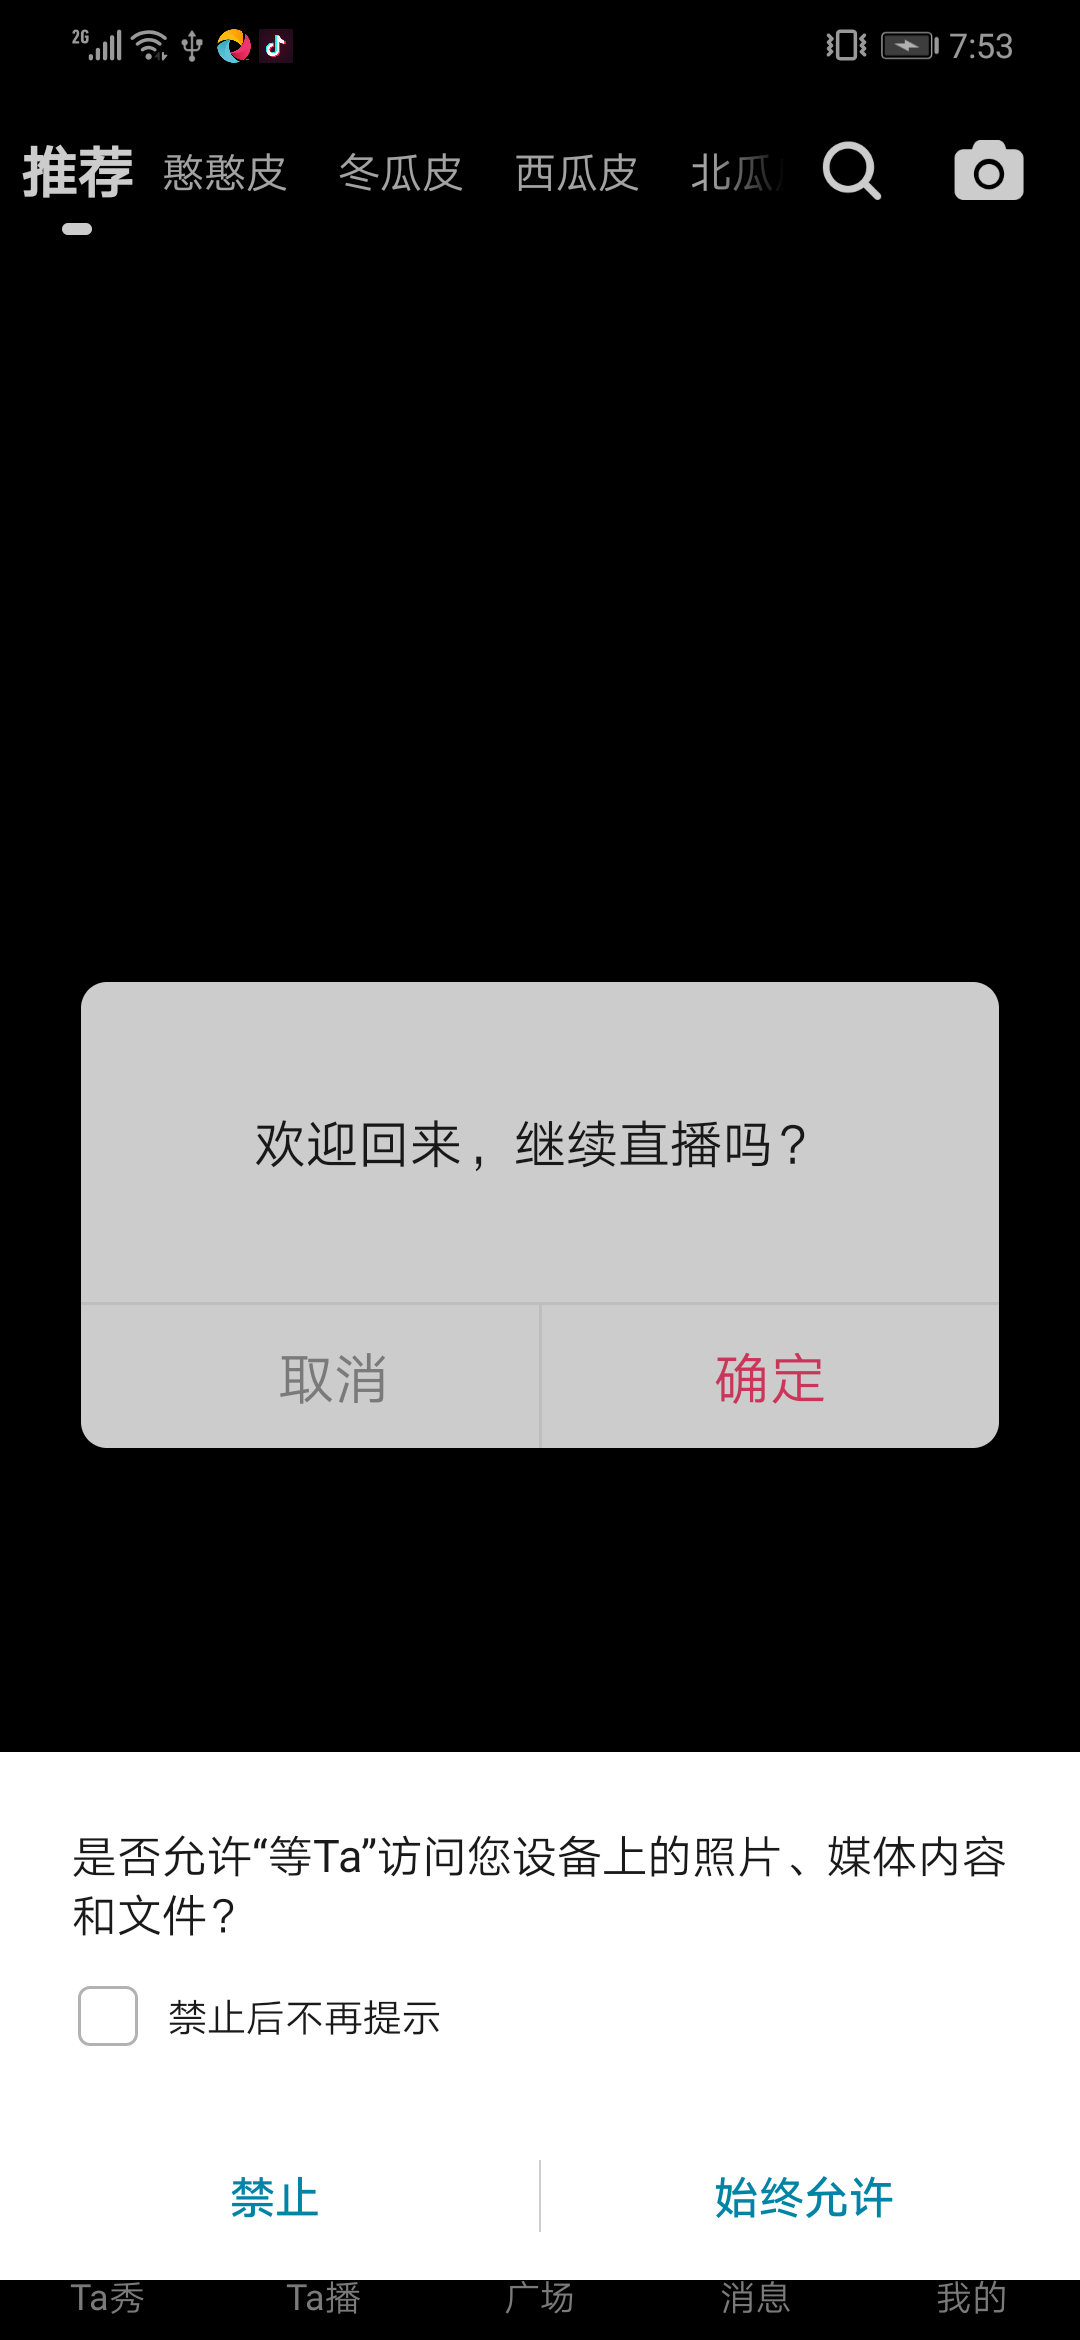 2G 7:53
推荐 憨憨皮 冬瓜皮 西瓜皮 北瓜
欢迎回来，继续直播吗？
取消 确定
是否允许“等Ta”访问您设备上的照片、媒体内容
和文件？
禁止后不再提示
禁止 始终允许
Ta秀 Ta播 广场 消息 我的